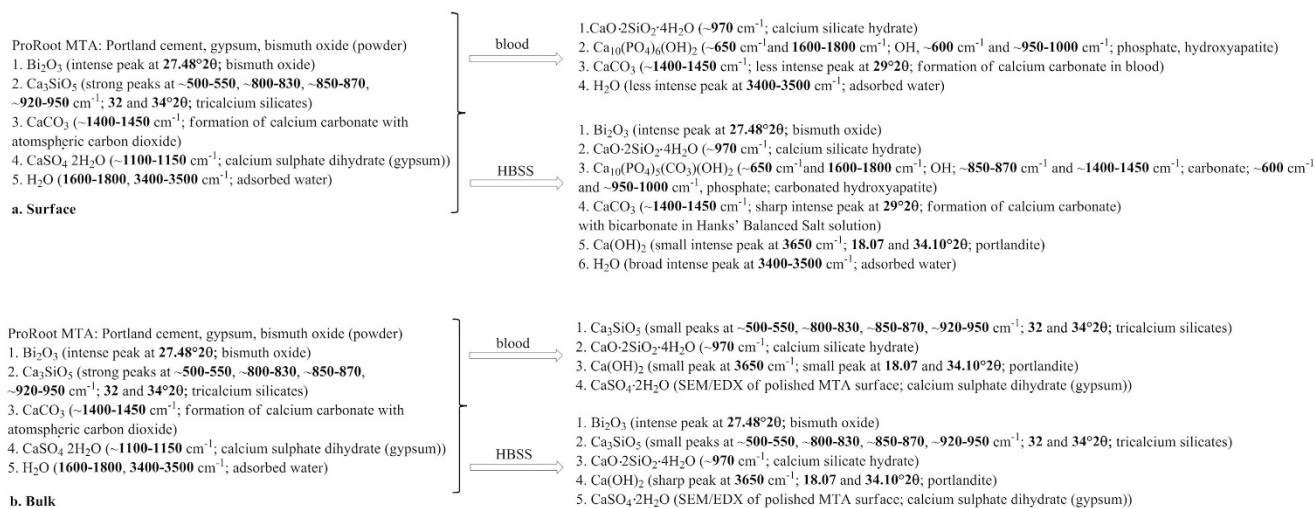 ProRoot MTA: Portland cement, gypsum, bismuth oxide (powder)
1. Bi₂O₃ (intense peak at 27.48°2θ; bismuth oxide)
2. Ca₃SiO₅ (strong peaks at ~500-550, ~800-830, ~850-870,
~920-950 cm⁻¹; 32 and 34°2θ; tricalcium silicates)
3. CaCO₃ (~1400-1450 cm⁻¹; formation of calcium carbonate with
atomspheric carbon dioxide)
4. CaSO₄ 2H₂O (~1100-1150 cm⁻¹; calcium sulphate dihydrate (gypsum))
5. H₂O (1600-1800, 3400-3500 cm⁻¹; adsorbed water)
a. Surface
blood
1.CaO·2SiO₂·4H₂O (~970 cm⁻¹; calcium silicate hydrate)
2. Ca₁₀(PO₄)₆(OH)₂ (~650 cm⁻¹and 1600-1800 cm⁻¹; OH, ~600 cm⁻¹ and ~950-1000 cm⁻¹; phosphate, hydroxyapatite)
3. CaCO₃ (~1400-1450 cm⁻¹; less intense peak at 29°2θ; formation of calcium carbonate in blood)
4. H₂O (less intense peak at 3400-3500 cm⁻¹; adsorbed water)
HBSS
1. Bi₂O₃ (intense peak at 27.48°2θ; bismuth oxide)
2. CaO·2SiO₂·4H₂O (~970 cm⁻¹; calcium silicate hydrate)
3. Ca₁₀(PO₄)₅(CO₃)(OH)₂ (~650 cm⁻¹and 1600-1800 cm⁻¹; OH; ~850-870 cm⁻¹ and ~1400-1450 cm⁻¹; carbonate; ~600 cm⁻¹
and ~950-1000 cm⁻¹, phosphate; carbonated hydroxyapatite)
4. CaCO₃ (~1400-1450 cm⁻¹; sharp intense peak at 29°2θ; formation of calcium carbonate)
with bicarbonate in Hanks' Balanced Salt solution)
5. Ca(OH)₂ (small intense peak at 3650 cm⁻¹; 18.07 and 34.10°2θ; portlandite)
6. H₂O (broad intense peak at 3400-3500 cm⁻¹; adsorbed water)
ProRoot MTA: Portland cement, gypsum, bismuth oxide (powder)
1. Bi₂O₃ (intense peak at 27.48°2θ; bismuth oxide)
2. Ca₃SiO₅ (strong peaks at ~500-550, ~800-830, ~850-870,
~920-950 cm⁻¹; 32 and 34°2θ; tricalcium silicates)
3. CaCO₃ (~1400-1450 cm⁻¹; formation of calcium carbonate with
atomspheric carbon dioxide)
4. CaSO₄ 2H₂O (~1100-1150 cm⁻¹; calcium sulphate dihydrate (gypsum))
5. H₂O (1600-1800, 3400-3500 cm⁻¹; adsorbed water)
b. Bulk
blood
1. Ca₃SiO₅ (small peaks at ~500-550, ~800-830, ~850-870, ~920-950 cm⁻¹; 32 and 34°2θ; tricalcium silicates)
2. CaO·2SiO₂·4H₂O (~970 cm⁻¹; calcium silicate hydrate)
3. Ca(OH)₂ (small peak at 3650 cm⁻¹; small peak at 18.07 and 34.10°2θ; portlandite)
4. CaSO₄·2H₂O (SEM/EDX of polished MTA surface; calcium sulphate dihydrate (gypsum))
HBSS
1. Bi₂O₃ (intense peak at 27.48°2θ; bismuth oxide)
2. Ca₃SiO₅ (small peaks at ~500-550, ~800-830, ~850-870, ~920-950 cm⁻¹; 32 and 34°2θ; tricalcium silicates)
3. CaO·2SiO₂·4H₂O (~970 cm⁻¹; calcium silicate hydrate)
4. Ca(OH)₂ (sharp peak at 3650 cm⁻¹; 18.07 and 34.10°2θ; portlandite)
5. CaSO₄·2H₂O (SEM/EDX of polished MTA surface; calcium sulphate dihydrate (gypsum))